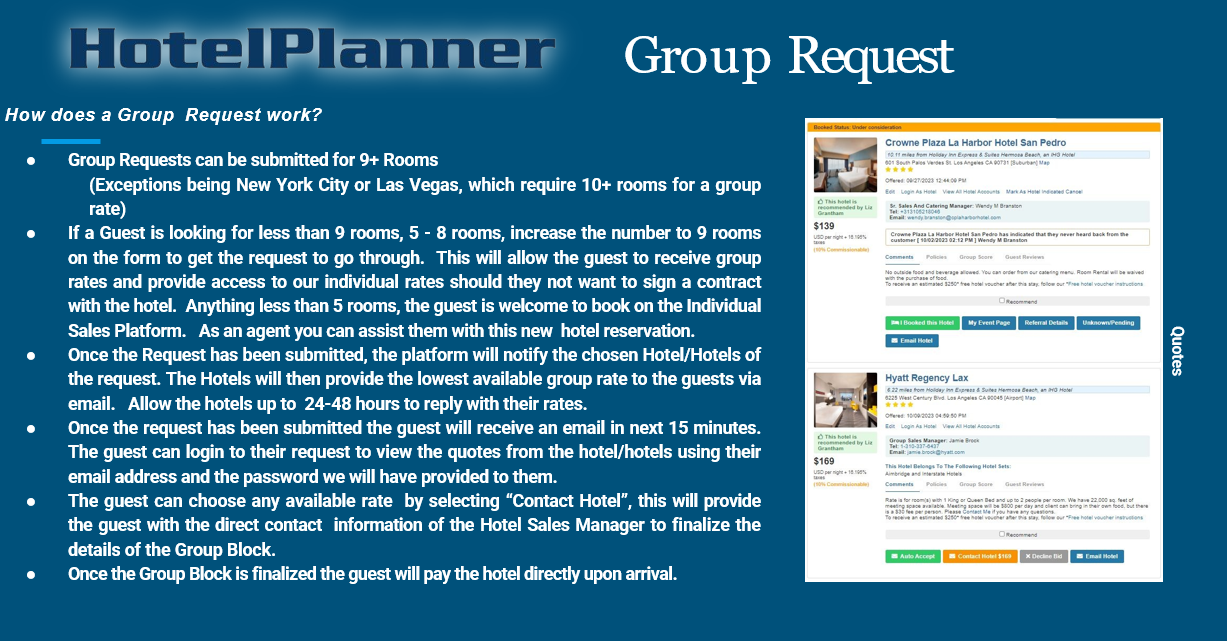 HotelPlanner
Group Request
How does a Group Request work?
● Group Requests can be submitted for 9+ Rooms
(Exceptions being New York City or Las Vegas, which require 10+ rooms for a group
rate)
● If a Guest is looking for less than 9 rooms, 5 - 8 rooms, increase the number to 9 rooms
on the form to get the request to go through. This will allow the guest to receive group
rates and provide access to our individual rates should they not want to sign a contract
with the hotel. Anything less than 5 rooms, the guest is welcome to book on the Individual
Sales Platform. As an agent you can assist them with this new hotel reservation.
● Once the Request has been submitted, the platform will notify the chosen Hotel/Hotels of
the request. The Hotels will then provide the lowest available group rate to the guests via
email. Allow the hotels up to 24-48 hours to reply with their rates.
● Once the request has been submitted the guest will receive an email in next 15 minutes.
The guest can login to their request to view the quotes from the hotel/hotels using their
email address and the password we will have provided to them.
● The guest can choose any available rate by selecting “Contact Hotel”, this will provide
the guest with the direct contact information of the Hotel Sales Manager to finalize the
details of the Group Block.
● Once the Group Block is finalized the guest will pay the hotel directly upon arrival.
Booked Status: Under consideration
Crowne Plaza La Harbor Hotel San Pedro
10.11 miles from Holiday Inn Express & Suites Hermosa Beach, an IHG Hotel
601 South Palos Verdes St. Los Angeles CA 90731 [Suburban] Map
Offered: 09/27/2023 12:44:09 PM
Edit Login As Hotel View All Hotel Accounts Mark As Hotel Indicated Cancel
This hotel is
recommended by Liz
Grantham
$139
USD per night + 16.195%
taxes
(10% Commissionable)
Sr. Sales And Catering Manager: Wendy M Branston
Tel: +313105218046
Email: wendy.branston@cplaharborhotel.com
Crowne Plaza La Harbor Hotel San Pedro has indicated that they never heard back from the
customer [ 10/02/2023 02:12 PM ] Wendy M Branston
Comments Policies Group Score Guest Reviews
No outside food and beverage allowed. You can order from our catering menu. Room Rental will be waived
with the purchase of food.
To receive an estimated $250* free hotel voucher after this stay, follow our *Free hotel voucher instructions
Recommend
I Booked this Hotel My Event Page Referral Details Unknown/Pending
Email Hotel
Hyatt Regency Lax
6.22 miles from Holiday Inn Express & Suites Hermosa Beach, an IHG Hotel
6225 West Century Blvd. Los Angeles CA 90045 [Airport] Map
Offered: 10/09/2023 04:59:50 PM
Edit Login As Hotel View All Hotel Accounts
This hotel is
recommended by Liz
Grantham
$169
USD per night + 16.195%
taxes
(10% Commissionable)
Group Sales Manager: Jamie Brock
Tel: 1-310-337-6437
Email: jamie.brock@hyatt.com
This Hotel Belongs To The Following Hotel Sets:
Aimbridge and Interstate Hotels
Comments Policies Group Score Guest Reviews
Rate is for room(s) with 1 King or Queen Bed and up to 2 people per room. We have 22,000 sq. feet of
meeting space available. Meeting space will be $800 per day and client can bring in their own food, but there
is a $30 fee per person. Please Contact Me if you have any questions.
To receive an estimated $250* free hotel voucher after this stay, follow our *Free hotel voucher instructions
Recommend
Auto Accept Contact Hotel $169 Decline Bid Email Hotel
Quotes